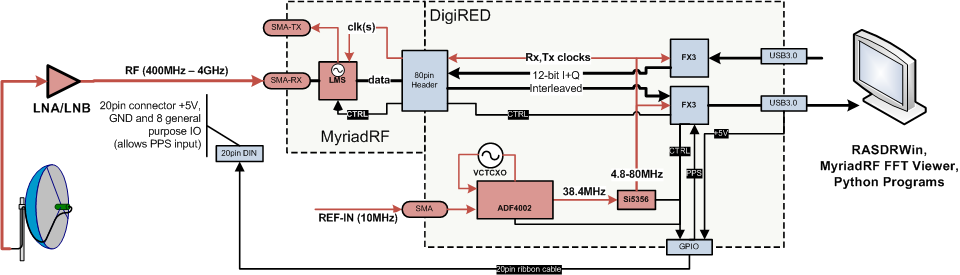 DigiRED
SMA-TX
clk(s)
Rx,Tx clocks
FX3
USB3.0
RF (400MHz – 4GHz)
SMA-RX
LMS
data
80pin
Header
12-bit I+Q
Interleaved
LNA/LNB
FX3
USB3.0
20pin connector +5V,
GND and 8 general
purpose IO
(allows PPS input)
CTRL
CTRL
MyriadRF
+5V
20pin DIN
CTRL
PPS
RASDRWin,
MyriadRF FFT Viewer,
Python Programs
VCTCXO
4.8-80MHz
38.4MHz
Si5356
REF-IN (10MHz)
SMA
ADF4002
GPIO
20pin ribbon cable